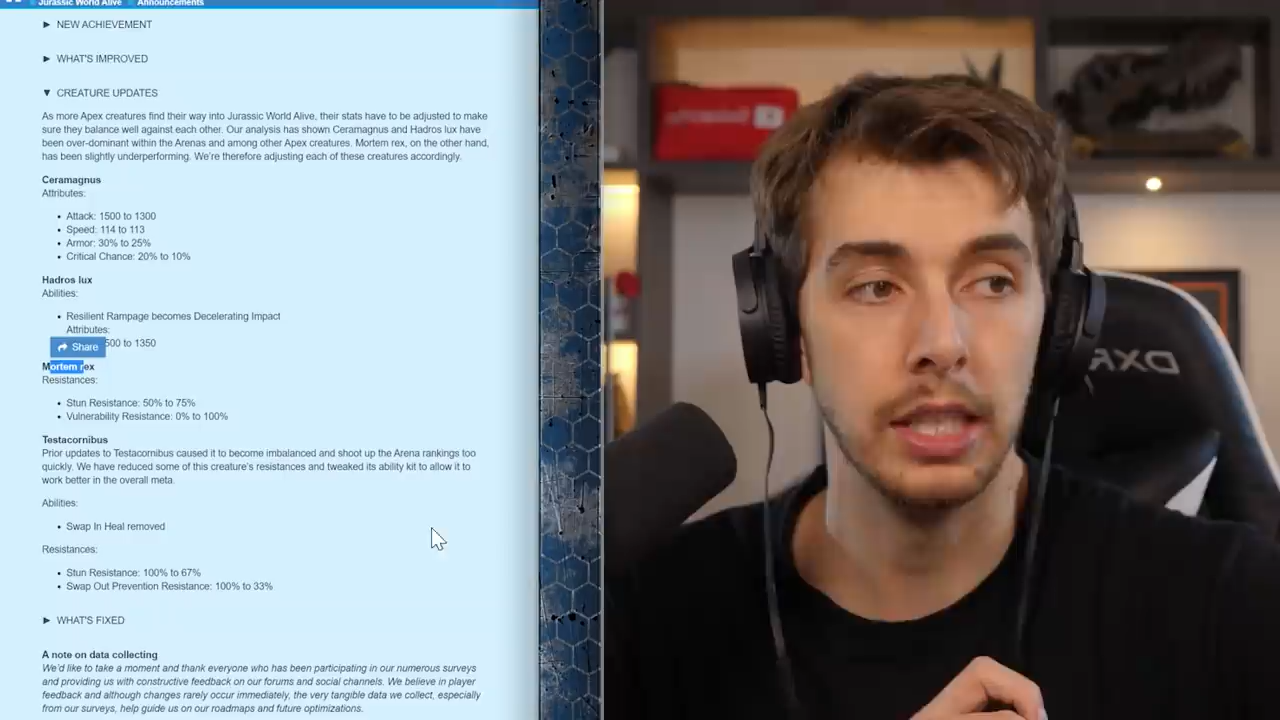 Jurassic World Alive Announcements
► NEW ACHIEVEMENT
► WHAT'S IMPROVED
▼ CREATURE UPDATES
As more Apex creatures find their way into Jurassic World Alive, their stats have to be adjusted to make
sure they balance well against each other. Our analysis has shown Ceramagnus and Hadros lux have
been over-dominant within the Arenas and among other Apex creatures. Mortem rex, on the other hand,
has been slightly underperforming. We're therefore adjusting each of these creatures accordingly.
Ceramagnus
Attributes:
• Attack: 1500 to 1300
• Speed: 114 to 113
• Armor: 30% to 25%
• Critical Chance: 20% to 10%
Hadros lux
Abilities:
• Resilient Rampage becomes Decelerating Impact
Attributes:
500 to 1350
Share
Mortem rex
Resistances:
• Stun Resistance: 50% to 75%
• Vulnerability Resistance: 0% to 100%
Testacornibus
Prior updates to Testacornibus caused it to become imbalanced and shoot up the Arena rankings too
quickly. We have reduced some of this creature's resistances and tweaked its ability kit to allow it to
work better in the overall meta.
Abilities:
• Swap In Heal removed
Resistances:
• Stun Resistance: 100% to 67%
• Swap Out Prevention Resistance: 100% to 33%
► WHAT'S FIXED
A note on data collecting
We'd like to take a moment and thank everyone who has been participating in our numerous surveys
and providing us with constructive feedback on our forums and social channels. We believe in player
feedback and although changes rarely occur immediately, the very tangible data we collect, especially
from our surveys, help guide us on our roadmaps and future optimizations.